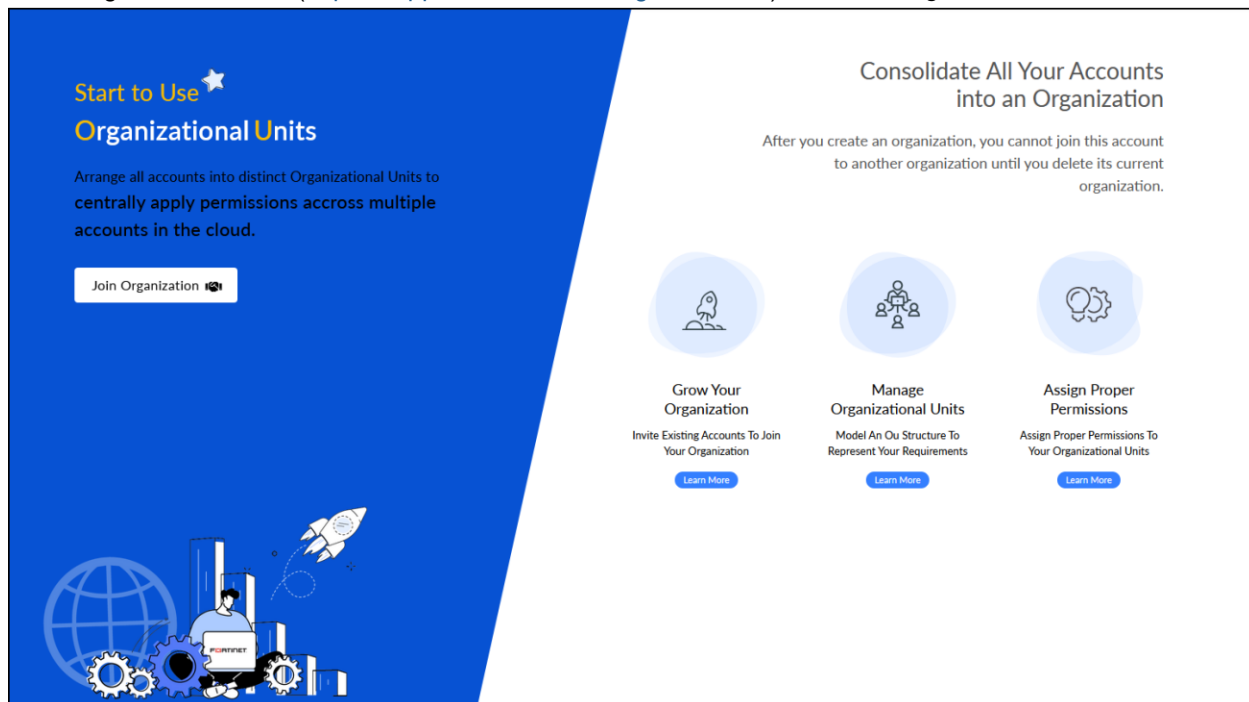 Start to Use
Organizational Units
Arrange all accounts into distinct Organizational Units to
centrally apply permissions accross multiple
accounts in the cloud.
Join Organization
FORTINET
Consolidate All Your Accounts
into an Organization
After you create an organization, you cannot join this account
to another organization until you delete its current
organization.
Grow Your
Organization
Invite Existing Accounts To Join
Your Organization
Learn More
Manage
Organizational Units
Model An Ou Structure To
Represent Your Requirements
Learn More
Assign Proper
Permissions
Assign Proper Permissions To
Your Organizational Units
Learn More